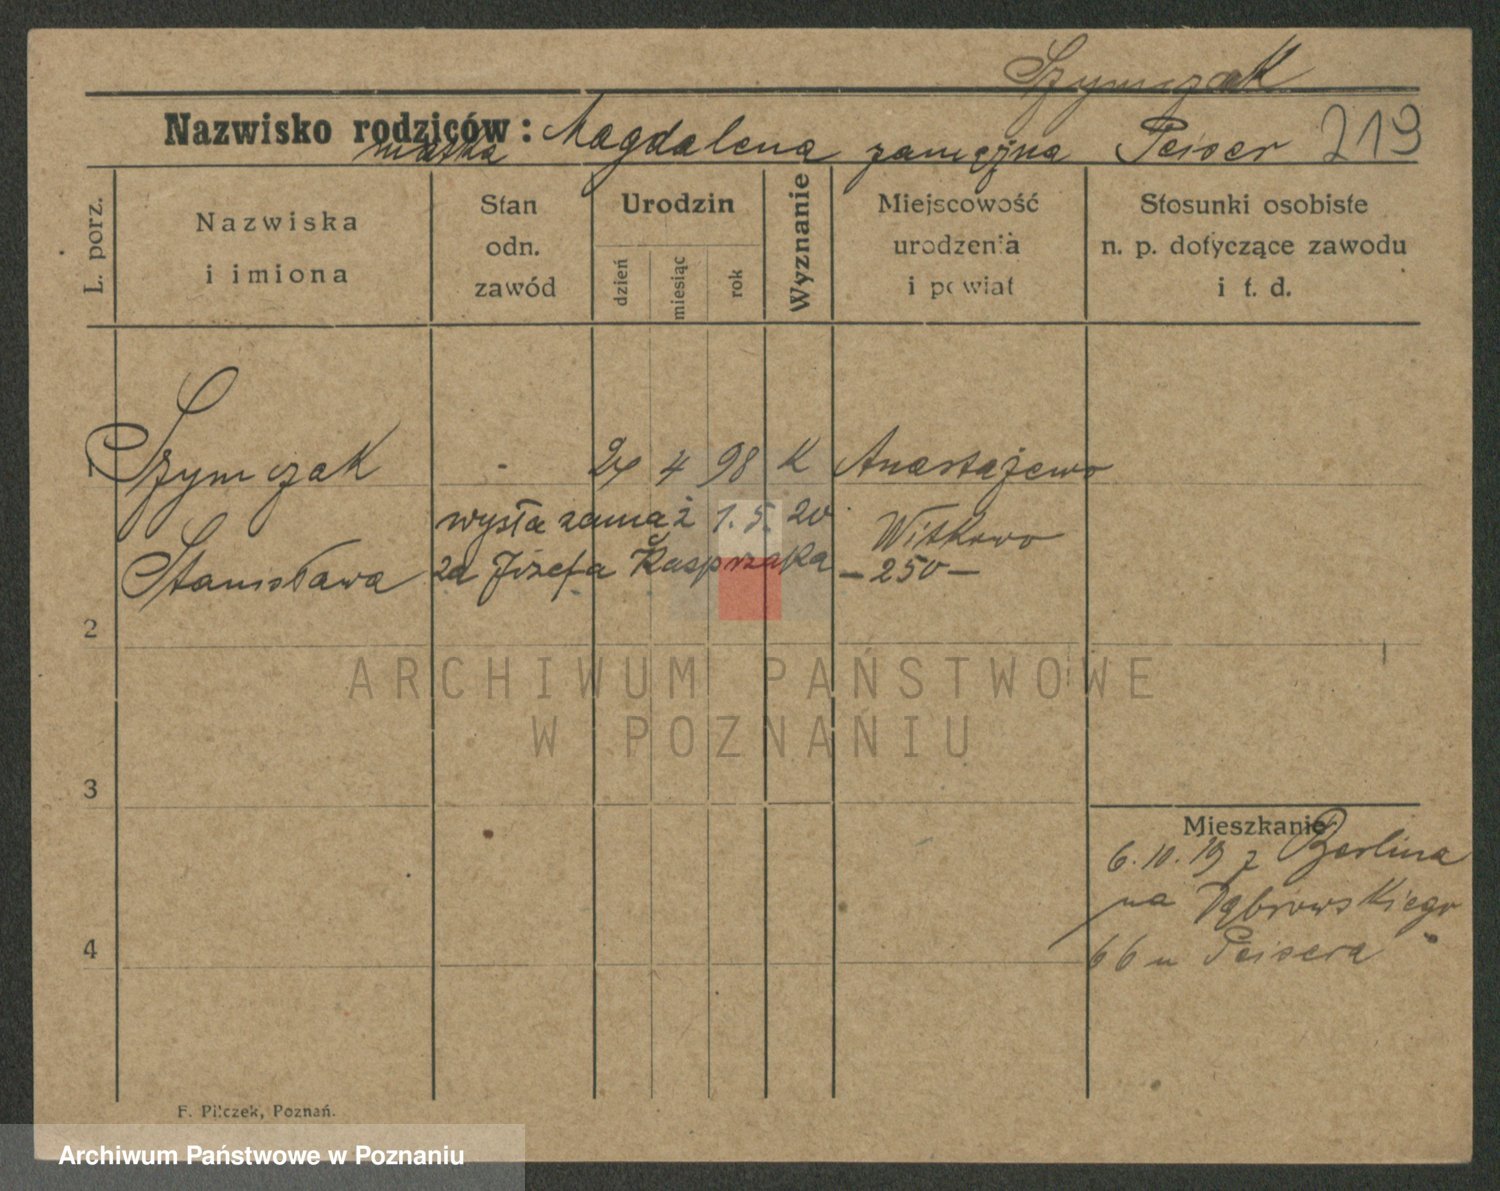 Szymczak
Nazwisko rodziców: Magdalena zamężna Peiser 219
matka
L. porz.
Nazwiska
i imiona
Stan
odn.
zawód
Urodzin
dzień
miesiąc
rok
Wyznanie
Miejscowość
urodzenia
i powiat
Stosunki osobiste
n. p. dotyczące zawodu
i t. d.
1
Szymczak - 24 4 98 K Anastażewo
wyszła zamąż 1. 5. 20 Witkowo
Stanisława za Józefa Kasprzaka -250-
2
ARCHIWUM PAŃSTWOWE
W POZNANIU
3
Mieszkanie
6. 10. 19 z Berlina
na Dąbrowskiego
66 u Peisera
4
F. Pilczek, Poznań.
Archiwum Państwowe w Poznaniu